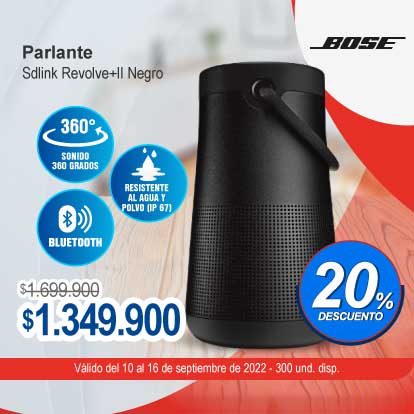 Parlante
Sdlink Revolve+II Negro
BOSE
360°
SONIDO
360 GRADOS
RESISTENTE
AL AGUA Y
POLVO (IP 67)
BLUETOOTH
$1.699.900
$1.349.900
20%
DESCUENTO
Válido del 10 al 16 de septiembre de 2022 - 300 und. disp.